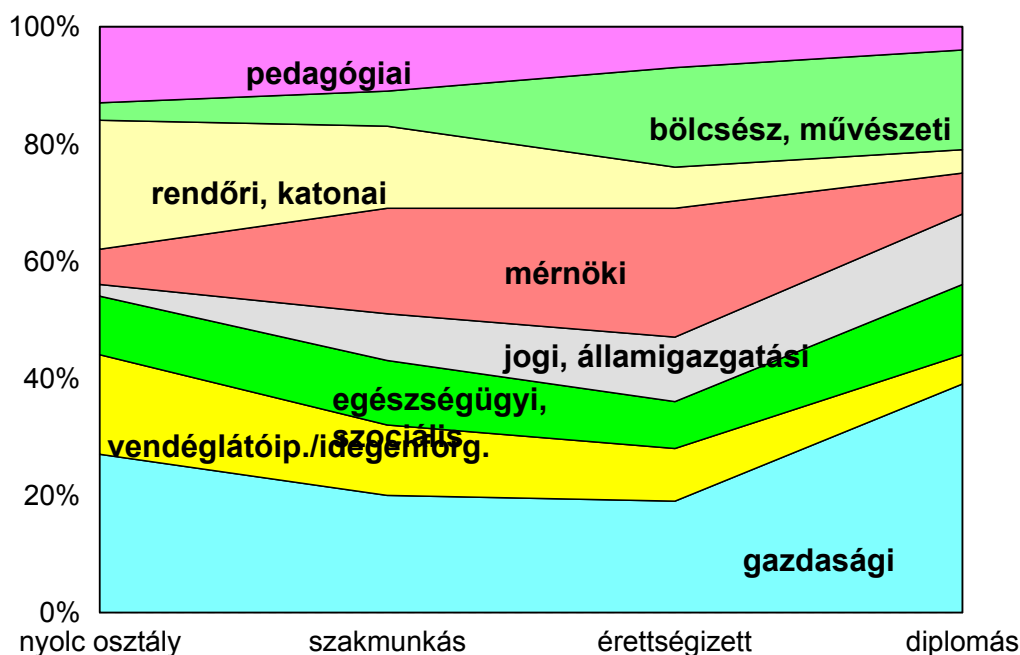 100%
pedagógiai
bölcsész, művészeti
80%
rendőri, katonai
60%
mérnöki
jogi, államigazgatási
40%
egészségügyi,
szociális
vendéglátóip./idegenforg.
20%
gazdasági
0%
nyolc osztály
szakmunkás
érettségizett
diplomás